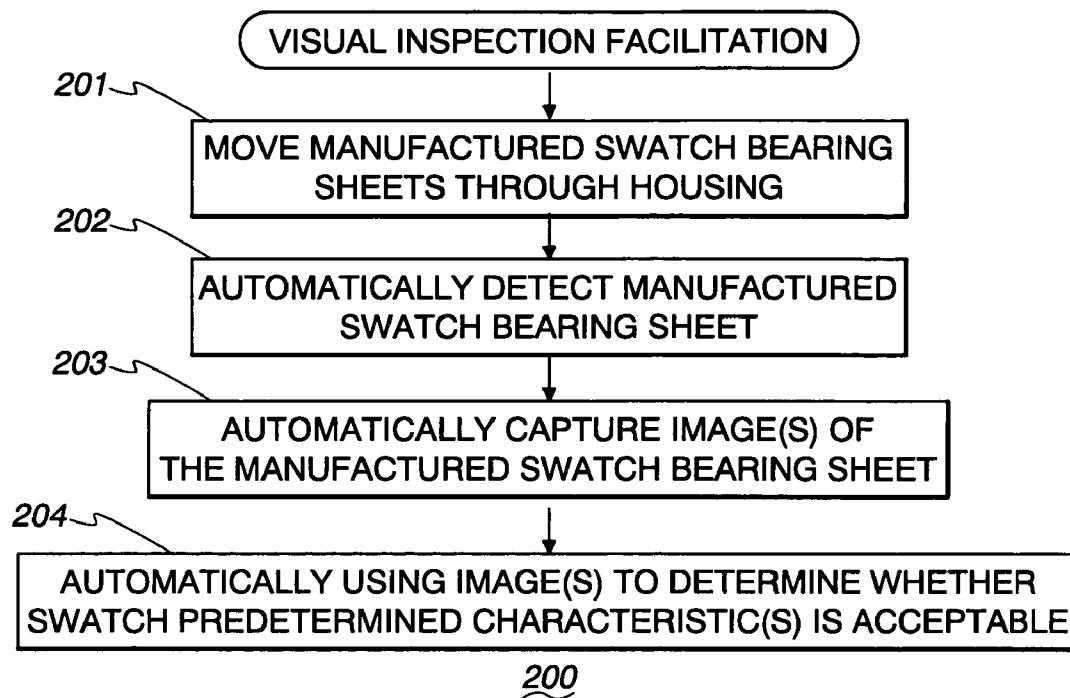 VISUAL INSPECTION FACILITATION
201
MOVE MANUFACTURED SWATCH BEARING
SHEETS THROUGH HOUSING
202
AUTOMATICALLY DETECT MANUFACTURED
SWATCH BEARING SHEET
203
AUTOMATICALLY CAPTURE IMAGE(S) OF
THE MANUFACTURED SWATCH BEARING SHEET
204
AUTOMATICALLY USING IMAGE(S) TO DETERMINE WHETHER
SWATCH PREDETERMINED CHARACTERISTIC(S) IS ACCEPTABLE
200